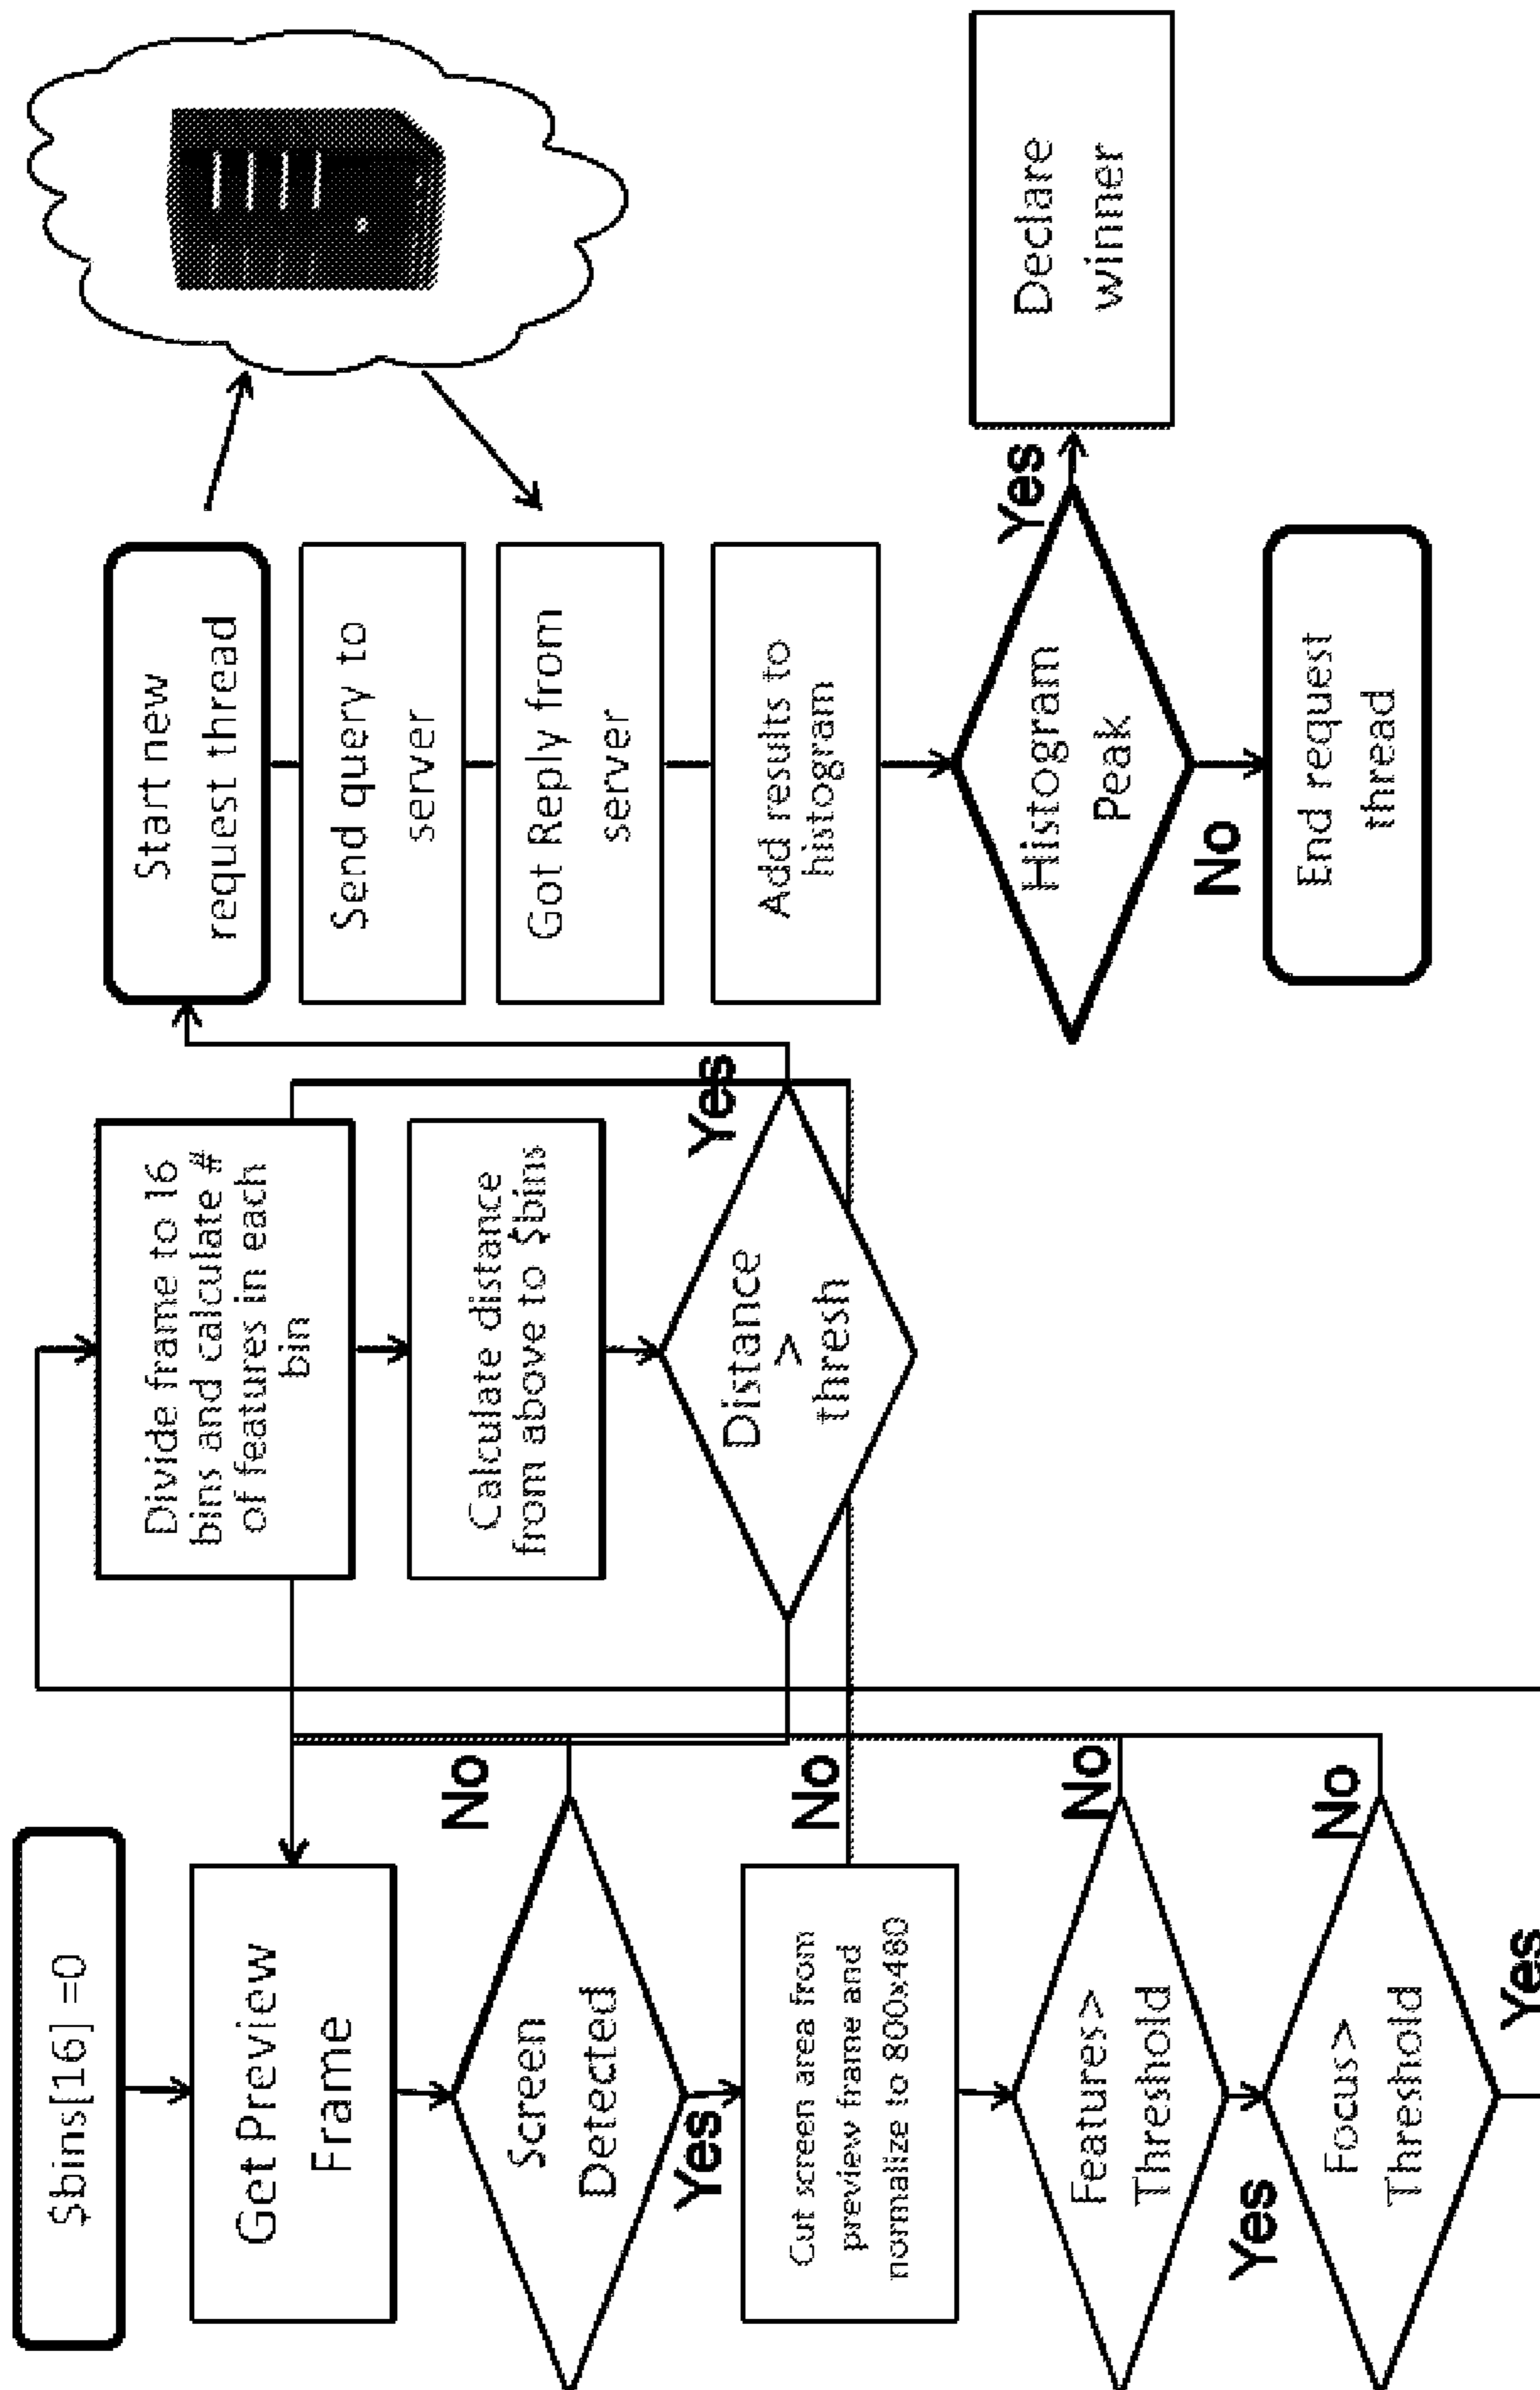 $bins[16] =0
Get Preview
Frame
Screen
Detected
No
Yes
Cut screen area from
preview frame and
normalize to 800x480
No
Features>
Threshold
No
Yes
Focus>
Threshold
No
Yes
Divide frame to 16
bins and calculate #
of features in each
bin
Calculate distance
from above to $bins
Distance
>
thresh
Yes
Start new
request thread
Send query to
server
Got Reply from
server
Add results to
histogram
Histogram
Peak
Yes
No
Declare
winner
End request
thread